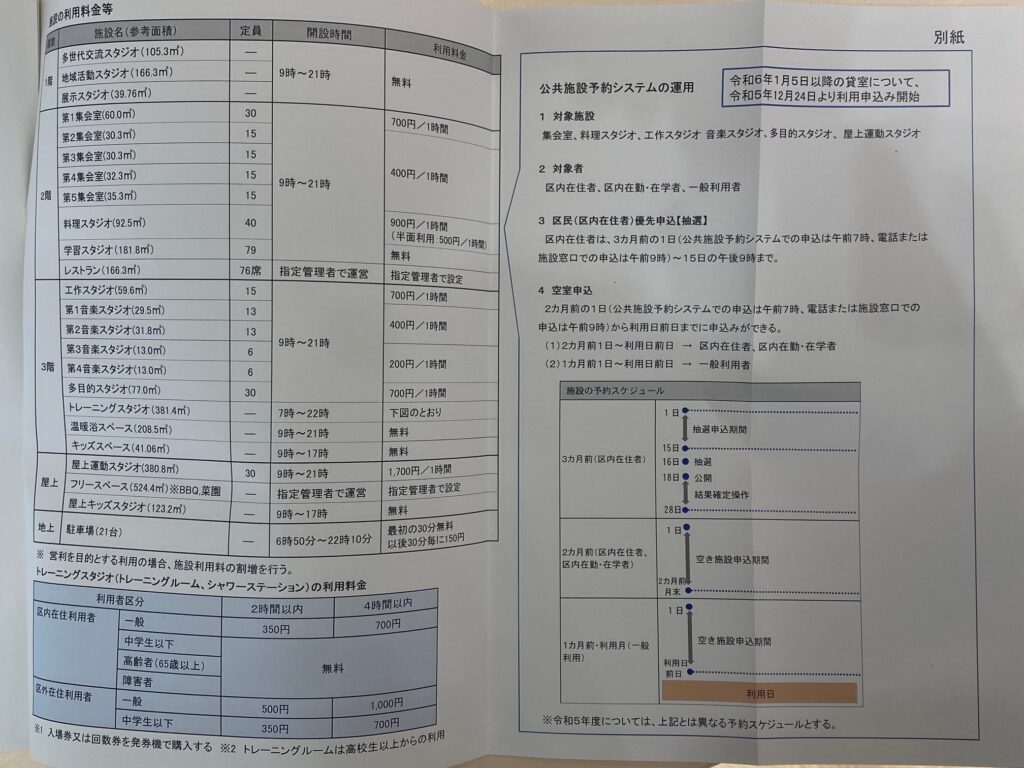 施設の利用料金等
施設名(参考面積) 定員 開設時間 利用料金
1階 多世代交流スタジオ(105.3㎡) ― 9時～21時 無料
地域活動スタジオ(166.3㎡) ―
展示スタジオ(39.76㎡) ―
2階 第1集会室(60.0㎡) 30 9時～21時 700円／1時間
第2集会室(30.3㎡) 15 400円／1時間
第3集会室(30.3㎡) 15
第4集会室(32.3㎡) 15
第5集会室(35.3㎡) 15
料理スタジオ(92.5㎡) 40 900円／1時間
(半面利用:500円／1時間)
学習スタジオ(181.8㎡) 79 無料
レストラン(166.3㎡) 76席 指定管理者で運営 指定管理者で設定
3階 工作スタジオ(59.6㎡) 15 9時～21時 700円／1時間
第1音楽スタジオ(29.5㎡) 13 400円／1時間
第2音楽スタジオ(31.8㎡) 13
第3音楽スタジオ(13.0㎡) 6 200円／1時間
第4音楽スタジオ(13.0㎡) 6
多目的スタジオ(77.0㎡) 30 700円／1時間
トレーニングスタジオ(381.4㎡) ― 7時～22時 下図のとおり
温暖浴スペース(208.5㎡) ― 9時～21時 無料
キッズスペース(41.06㎡) ― 9時～17時 無料
屋上 屋上運動スタジオ(380.8㎡) 30 9時～21時 1,700円／1時間
フリースペース(524.4㎡)※BBQ,菜園 ― 指定管理者で運営 指定管理者で設定
屋上キッズスタジオ(123.2㎡) ― 9時～17時 無料
地上 駐車場(21台) ― 6時50分～22時10分 最初の30分無料
以後30分毎に150円
※ 営利を目的とする利用の場合、施設利用料の割増を行う。
トレーニングスタジオ(トレーニングルーム、シャワーステーション)の利用料金
利用者区分 2時間以内 4時間以内
区内在住利用者 一般 350円 700円
中学生以下 無料
高齢者(65歳以上)
障害者
区外在住利用者 一般 500円 1,000円
中学生以下 350円 700円
※1 入場券又は回数券を発券機で購入する ※2 トレーニングルームは高校生以上からの利用
別紙
公共施設予約システムの運用
令和6年1月5日以降の貸室について、
令和5年12月24日より利用申込み開始
1 対象施設
集会室、料理スタジオ、工作スタジオ 音楽スタジオ、多目的スタジオ、屋上運動スタジオ
2 対象者
区内在住者、区内在勤・在学者、一般利用者
3 区民(区内在住者)優先申込【抽選】
区内在住者は、3カ月前の1日(公共施設予約システムでの申込は午前7時、電話または
施設窓口での申込は午前9時)～15日の午後9時まで。
4 空室申込
2カ月前の1日(公共施設予約システムでの申込は午前7時、電話または施設窓口での
申込は午前9時)から利用日前日までに申込みができる。
(1)2カ月前1日～利用日前日 → 区内在住者、区内在勤・在学者
(2)1カ月前1日～利用日前日 → 一般利用者
施設の予約スケジュール
3カ月前(区内在住者)
1日
抽選申込期間
15日
16日 抽選
18日 公開
結果確定操作
28日
2カ月前(区内在住者、
区内在勤・在学者)
1日
空き施設申込期間
2カ月前
月末
1カ月前・利用月(一般
利用)
1日
空き施設申込期間
利用日
前日
利用日
※令和5年度については、上記とは異なる予約スケジュールとする。